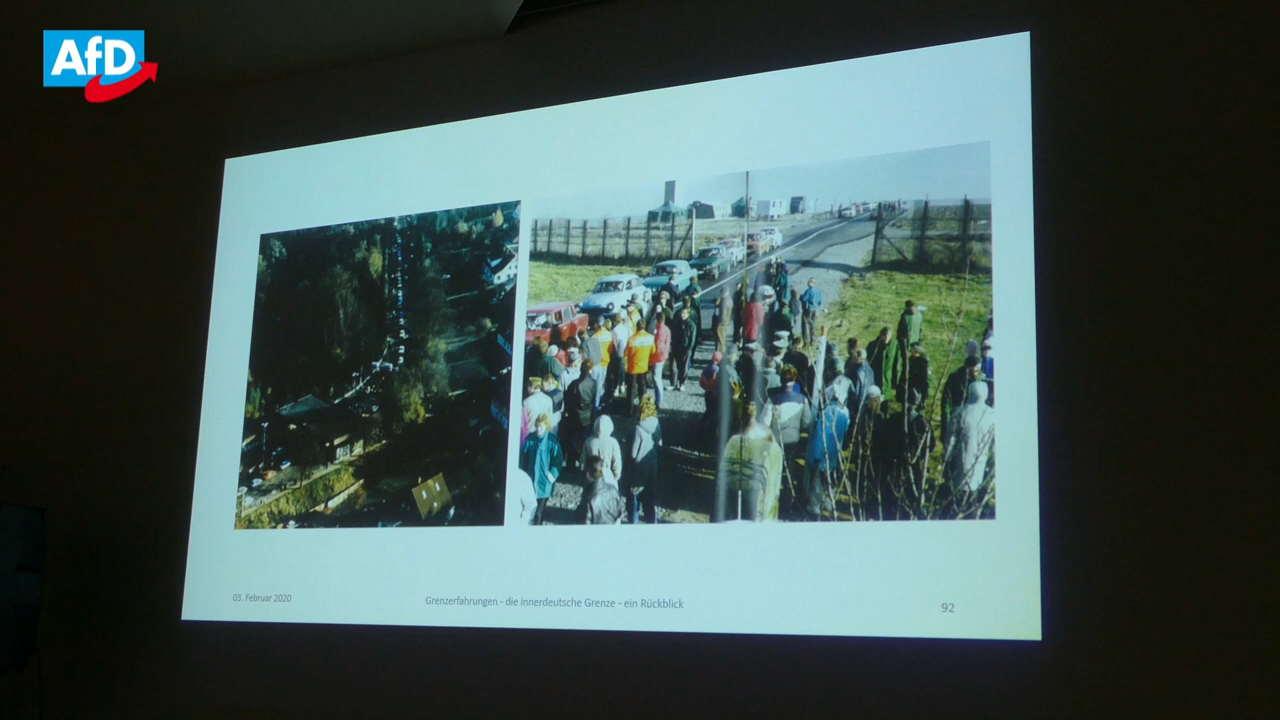 AfD
03. Februar 2020
Grenzerfahrungen - die innerdeutsche Grenze - ein Rückblick
92